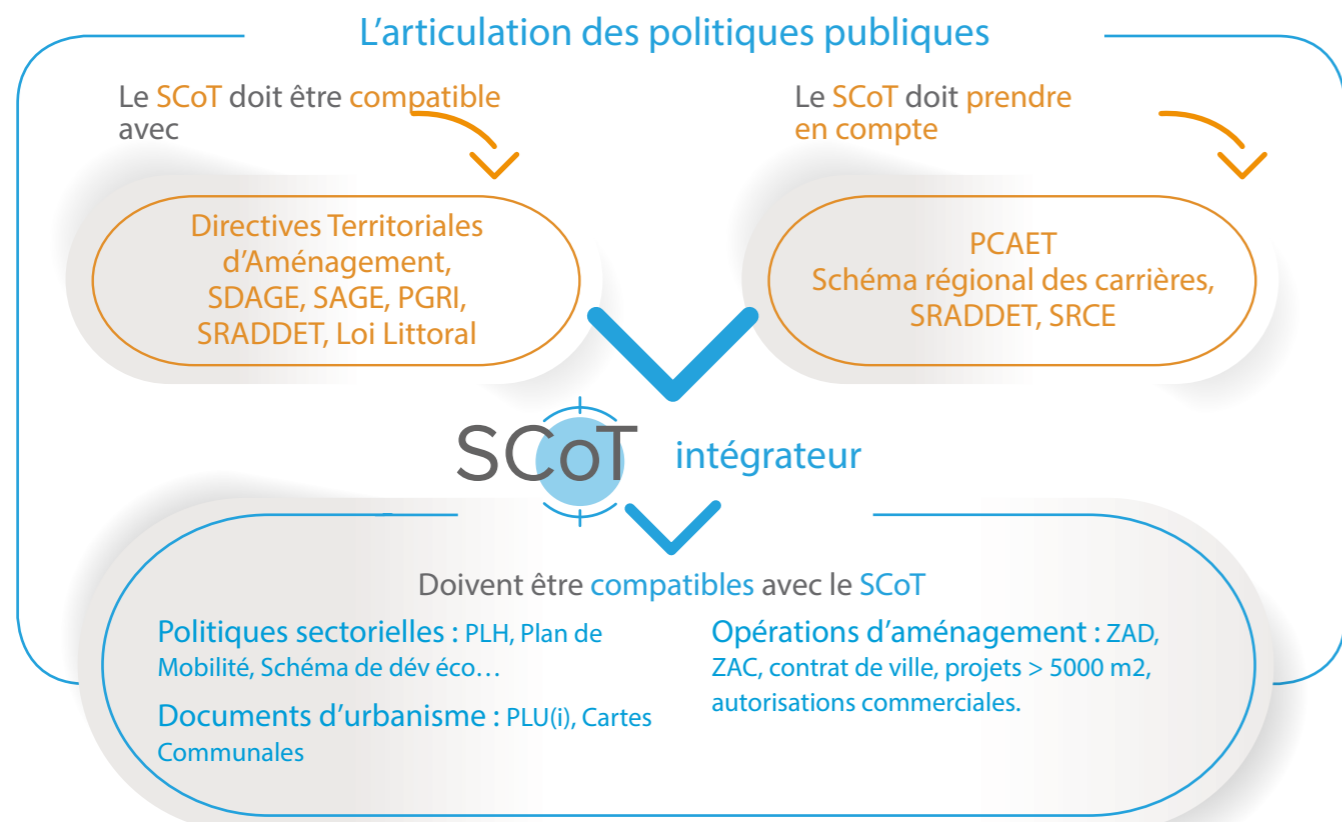 L'articulation des politiques publiques
Le SCoT doit être compatible
avec
Directives Territoriales
d'Aménagement,
SDAGE, SAGE, PGRI,
SRADDET, Loi Littoral
Le SCoT doit prendre
en compte
PCAET
Schéma régional des carrières,
SRADDET, SRCE
SCoT intégrateur
Doivent être compatibles avec le SCoT
Politiques sectorielles : PLH, Plan de
Mobilité, Schéma de dév éco…
Documents d'urbanisme : PLU(i), Cartes
Communales
Opérations d'aménagement : ZAD,
ZAC, contrat de ville, projets > 5000 m2,
autorisations commerciales.